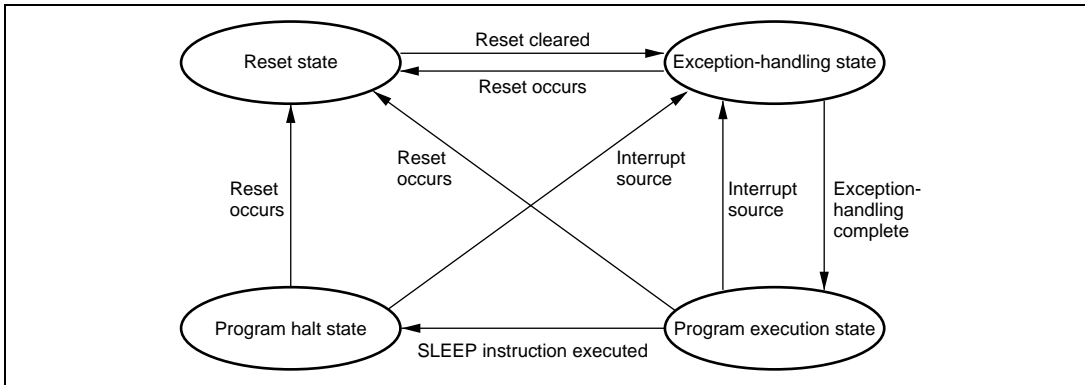 Reset cleared
Reset state
Exception-handling state
Reset occurs
Reset
occurs
Interrupt
source
Reset
occurs
Interrupt
source
Exception-
handling
complete
Program halt state
Program execution state
SLEEP instruction executed